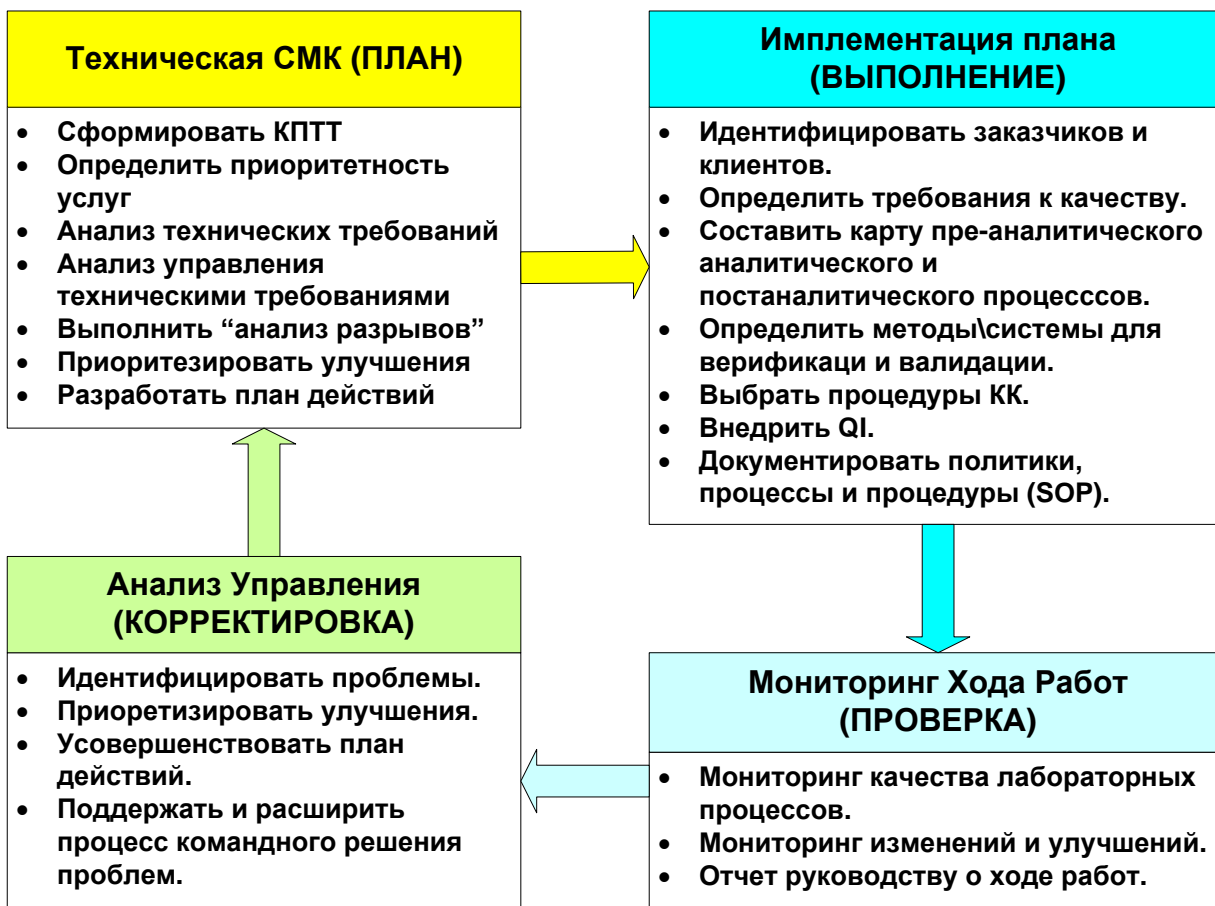 Техническая СМК (ПЛАН)
• Сформировать КПТТ
• Определить приоритетность
услуг
• Анализ технических требований
• Анализ управления
техническими требованиями
• Выполнить “анализ разрывов”
• Приоритезировать улучшения
• Разработать план действий
Имплементация плана
(ВЫПОЛНЕНИЕ)
• Идентифицировать заказчиков и
клиентов.
• Определить требования к качеству.
• Составить карту пре-аналитического
аналитического и
постаналитического процесссов.
• Определить методы\системы для
верификаци и валидации.
• Выбрать процедуры КК.
• Внедрить QI.
• Документировать политики,
процессы и процедуры (SOP).
Анализ Управления
(КОРРЕКТИРОВКА)
• Идентифицировать проблемы.
• Приоретизировать улучшения.
• Усовершенствовать план
действий.
• Поддержать и расширить
процесс командного решения
проблем.
Мониторинг Хода Работ
(ПРОВЕРКА)
• Мониторинг качества лабораторных
процессов.
• Мониторинг изменений и улучшений.
• Отчет руководству о ходе работ.